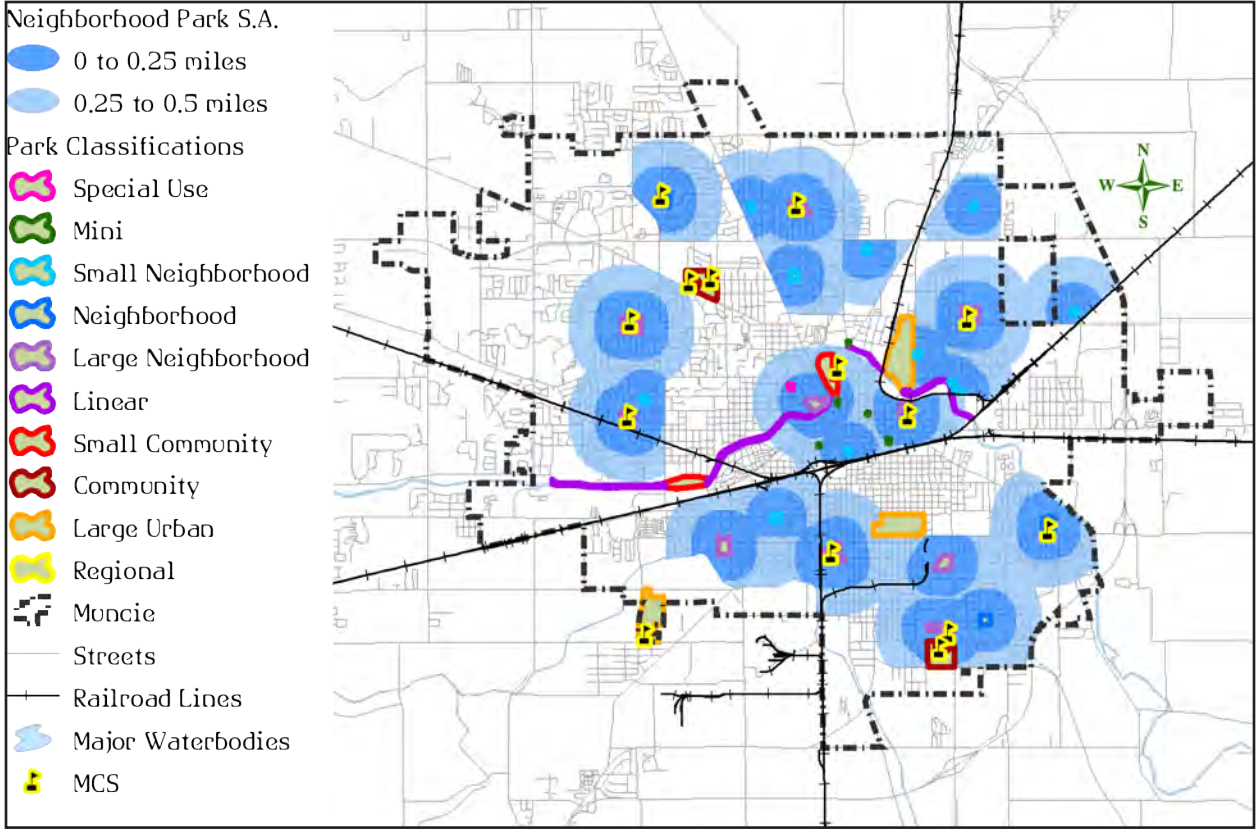 Neighborhood Park S.A.
0 to 0.25 miles
0.25 to 0.5 miles
Park Classifications
Special Use
Mini
Small Neighborhood
Neighborhood
Large Neighborhood
Linear
Small Community
Community
Large Urban
Regional
Muncie
Streets
Railroad Lines
Major Waterbodies
MCS
N
W E
S